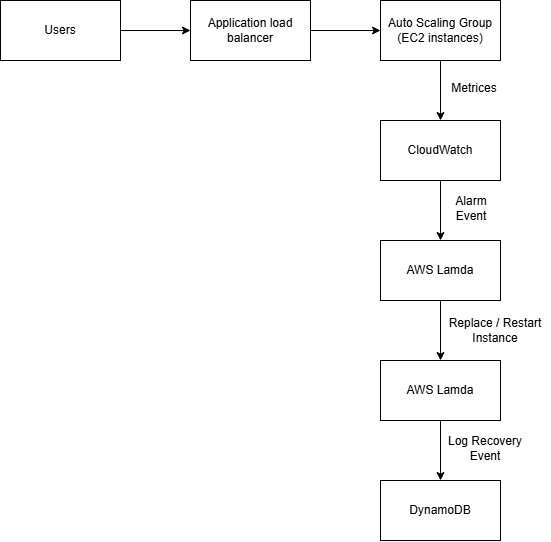 Users
Application load
balancer
Auto Scaling Group
(EC2 instances)
Metrices
CloudWatch
Alarm
Event
AWS Lamda
Replace / Restart
Instance
AWS Lamda
Log Recovery
Event
DynamoDB